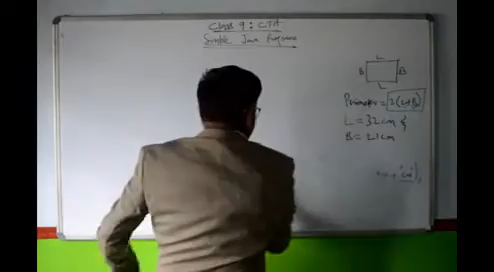 Class 9: CTA
Simple Java Programs
L
B
B
L
Perimeter = 2(L+B)
L = 32cm &
B = 21cm